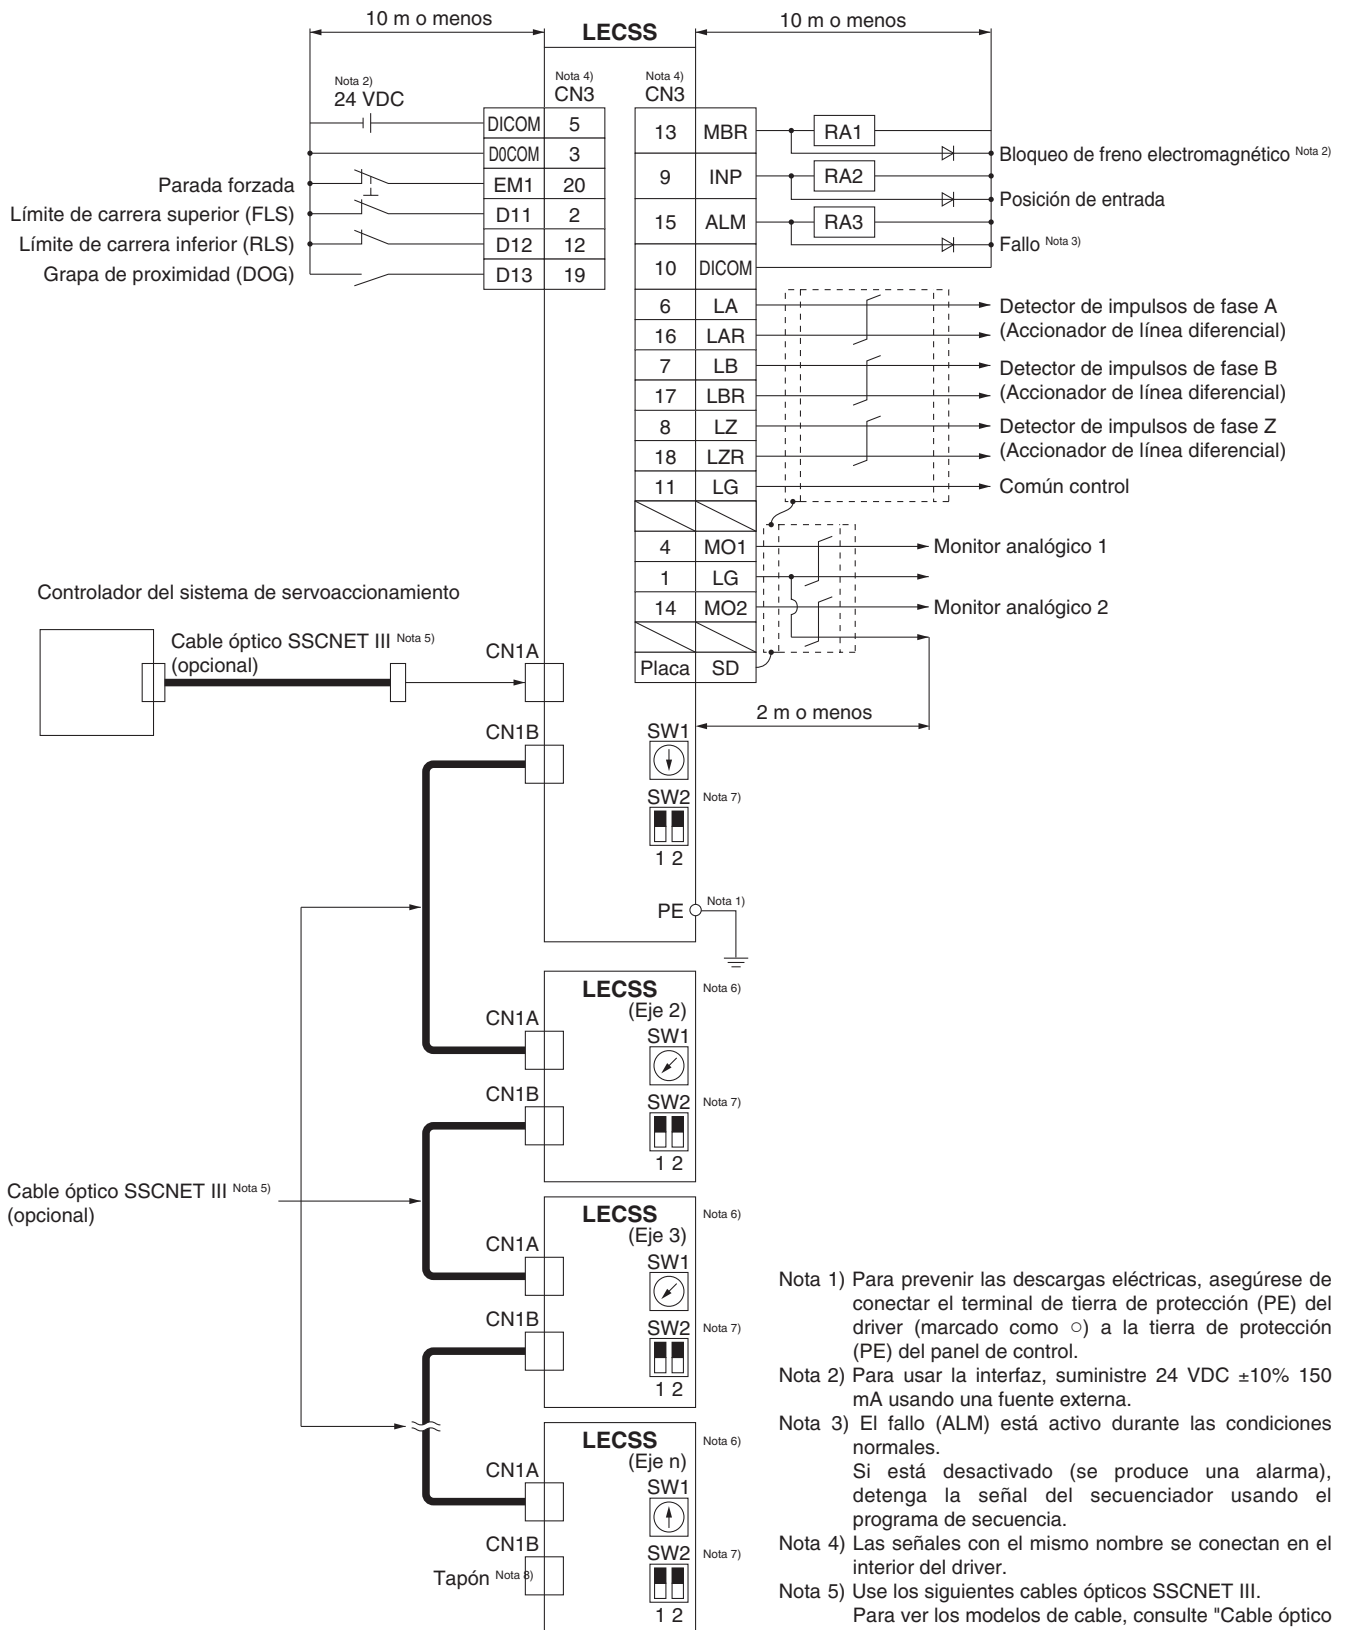 10 m o menos
LECSS
10 m o menos
Nota 2)
24 VDC
Nota 4)
CN3
Nota 4)
CN3
DICOM 5
D0COM 3
Parada forzada EM1 20
Límite de carrera superior (FLS) D11 2
Límite de carrera inferior (RLS) D12 12
Grapa de proximidad (DOG) D13 19
13 MBR RA1
Bloqueo de freno electromagnético Nota 2)
9 INP RA2
Posición de entrada
15 ALM RA3
Fallo Nota 3)
10 DICOM
6 LA Detector de impulsos de fase A
16 LAR (Accionador de línea diferencial)
7 LB Detector de impulsos de fase B
17 LBR (Accionador de línea diferencial)
8 LZ Detector de impulsos de fase Z
18 LZR (Accionador de línea diferencial)
11 LG Común control
4 MO1 Monitor analógico 1
1 LG
14 MO2 Monitor analógico 2
Placa SD
2 m o menos
Controlador del sistema de servoaccionamiento
Cable óptico SSCNET III Nota 5)
(opcional)
CN1A
CN1B
SW1
SW2 Nota 7)
1 2
PE Nota 1)
LECSS Nota 6)
(Eje 2)
CN1A
SW1
CN1B
SW2 Nota 7)
1 2
Cable óptico SSCNET III Nota 5)
(opcional)
LECSS Nota 6)
(Eje 3)
CN1A
SW1
CN1B
SW2 Nota 7)
1 2
LECSS Nota 6)
(Eje n)
CN1A
SW1
CN1B
Tapón Nota 8)
SW2 Nota 7)
1 2
Nota 1) Para prevenir las descargas eléctricas, asegúrese de
conectar el terminal de tierra de protección (PE) del
driver (marcado como ○) a la tierra de protección
(PE) del panel de control.
Nota 2) Para usar la interfaz, suministre 24 VDC ±10% 150
mA usando una fuente externa.
Nota 3) El fallo (ALM) está activo durante las condiciones
normales.
Si está desactivado (se produce una alarma),
detenga la señal del secuenciador usando el
programa de secuencia.
Nota 4) Las señales con el mismo nombre se conectan en el
interior del driver.
Nota 5) Use los siguientes cables ópticos SSCNET III.
Para ver los modelos de cable, consulte "Cable óptico